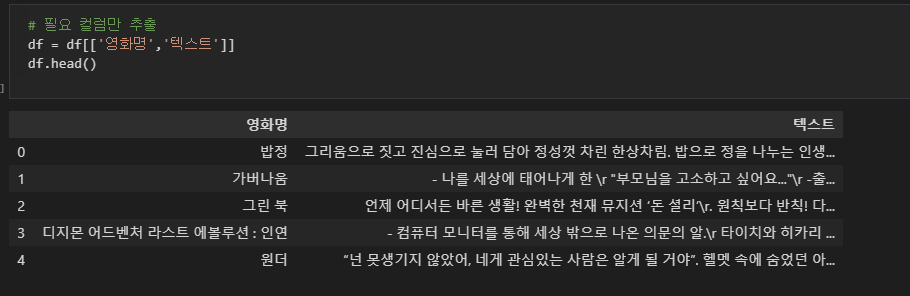 # 필요 컬럼만 추출
df = df[['영화명','텍스트']]
df.head()
]
영화명 텍스트
0 밥정 그리움으로 짓고 진심으로 눌러 담아 정성껏 차린 한상차림. 밥으로 정을 나누는 인생...
1 가버나움 - 나를 세상에 태어나게 한 \r "부모님을 고소하고 싶어요..."\r -출...
2 그린 북 언제 어디서든 바른 생활! 완벽한 천재 뮤지션 ‘돈 셜리’\r. 원칙보다 반칙! 다...
3 디지몬 어드벤처 라스트 에볼루션 : 인연 - 컴퓨터 모니터를 통해 세상 밖으로 나온 의문의 알.\r 타이치와 히카리 ...
4 원더 “넌 못생기지 않았어, 네게 관심있는 사람은 알게 될 거야”. 헬멧 속에 숨었던 아...